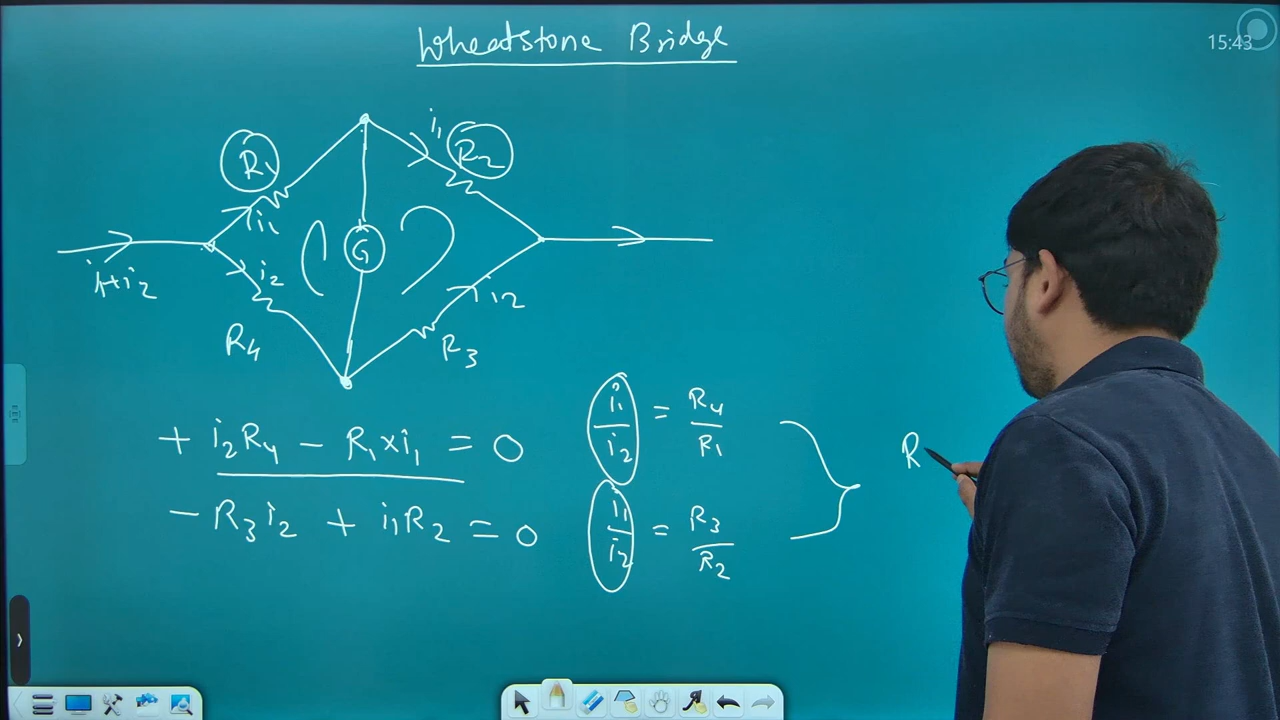 Wheatstone Bridge
15:43
i₁
R₁
R₂
i₁
G
i₁+i₂
i₂
i₂
R₄
R₃
+ i₂R₄ − R₁×i₁ = 0
i₁/i₂ = R₄/R₁
R
− R₃i₂ + i₁R₂ = 0
i₁/i₂ = R₃/R₂